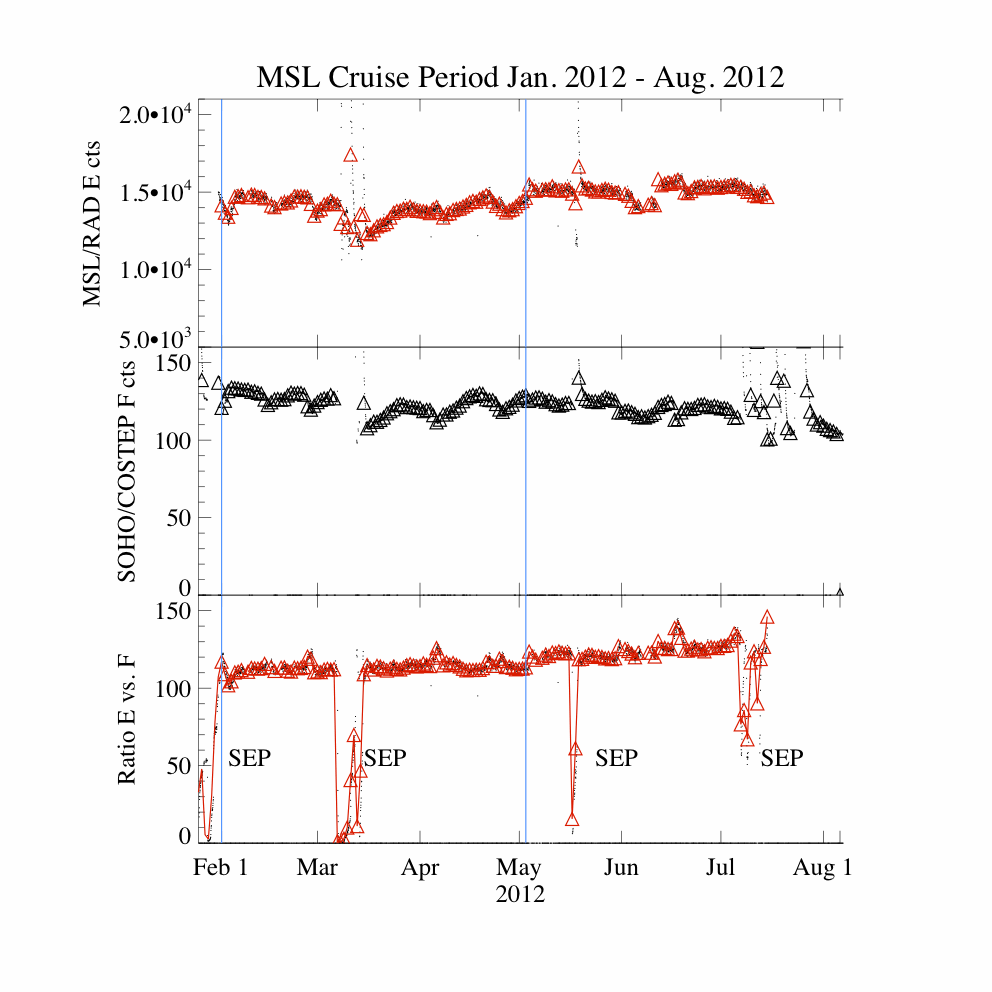 MSL Cruise Period Jan. 2012 - Aug. 2012
MSL/RAD E cts
2.0•10⁴
1.5•10⁴
1.0•10⁴
5.0•10³
SOHO/COSTEP F cts
150
100
50
0
Ratio E vs. F
150
100
50
0
SEP SEP SEP SEP
Feb 1 Mar Apr May Jun Jul Aug 1
2012